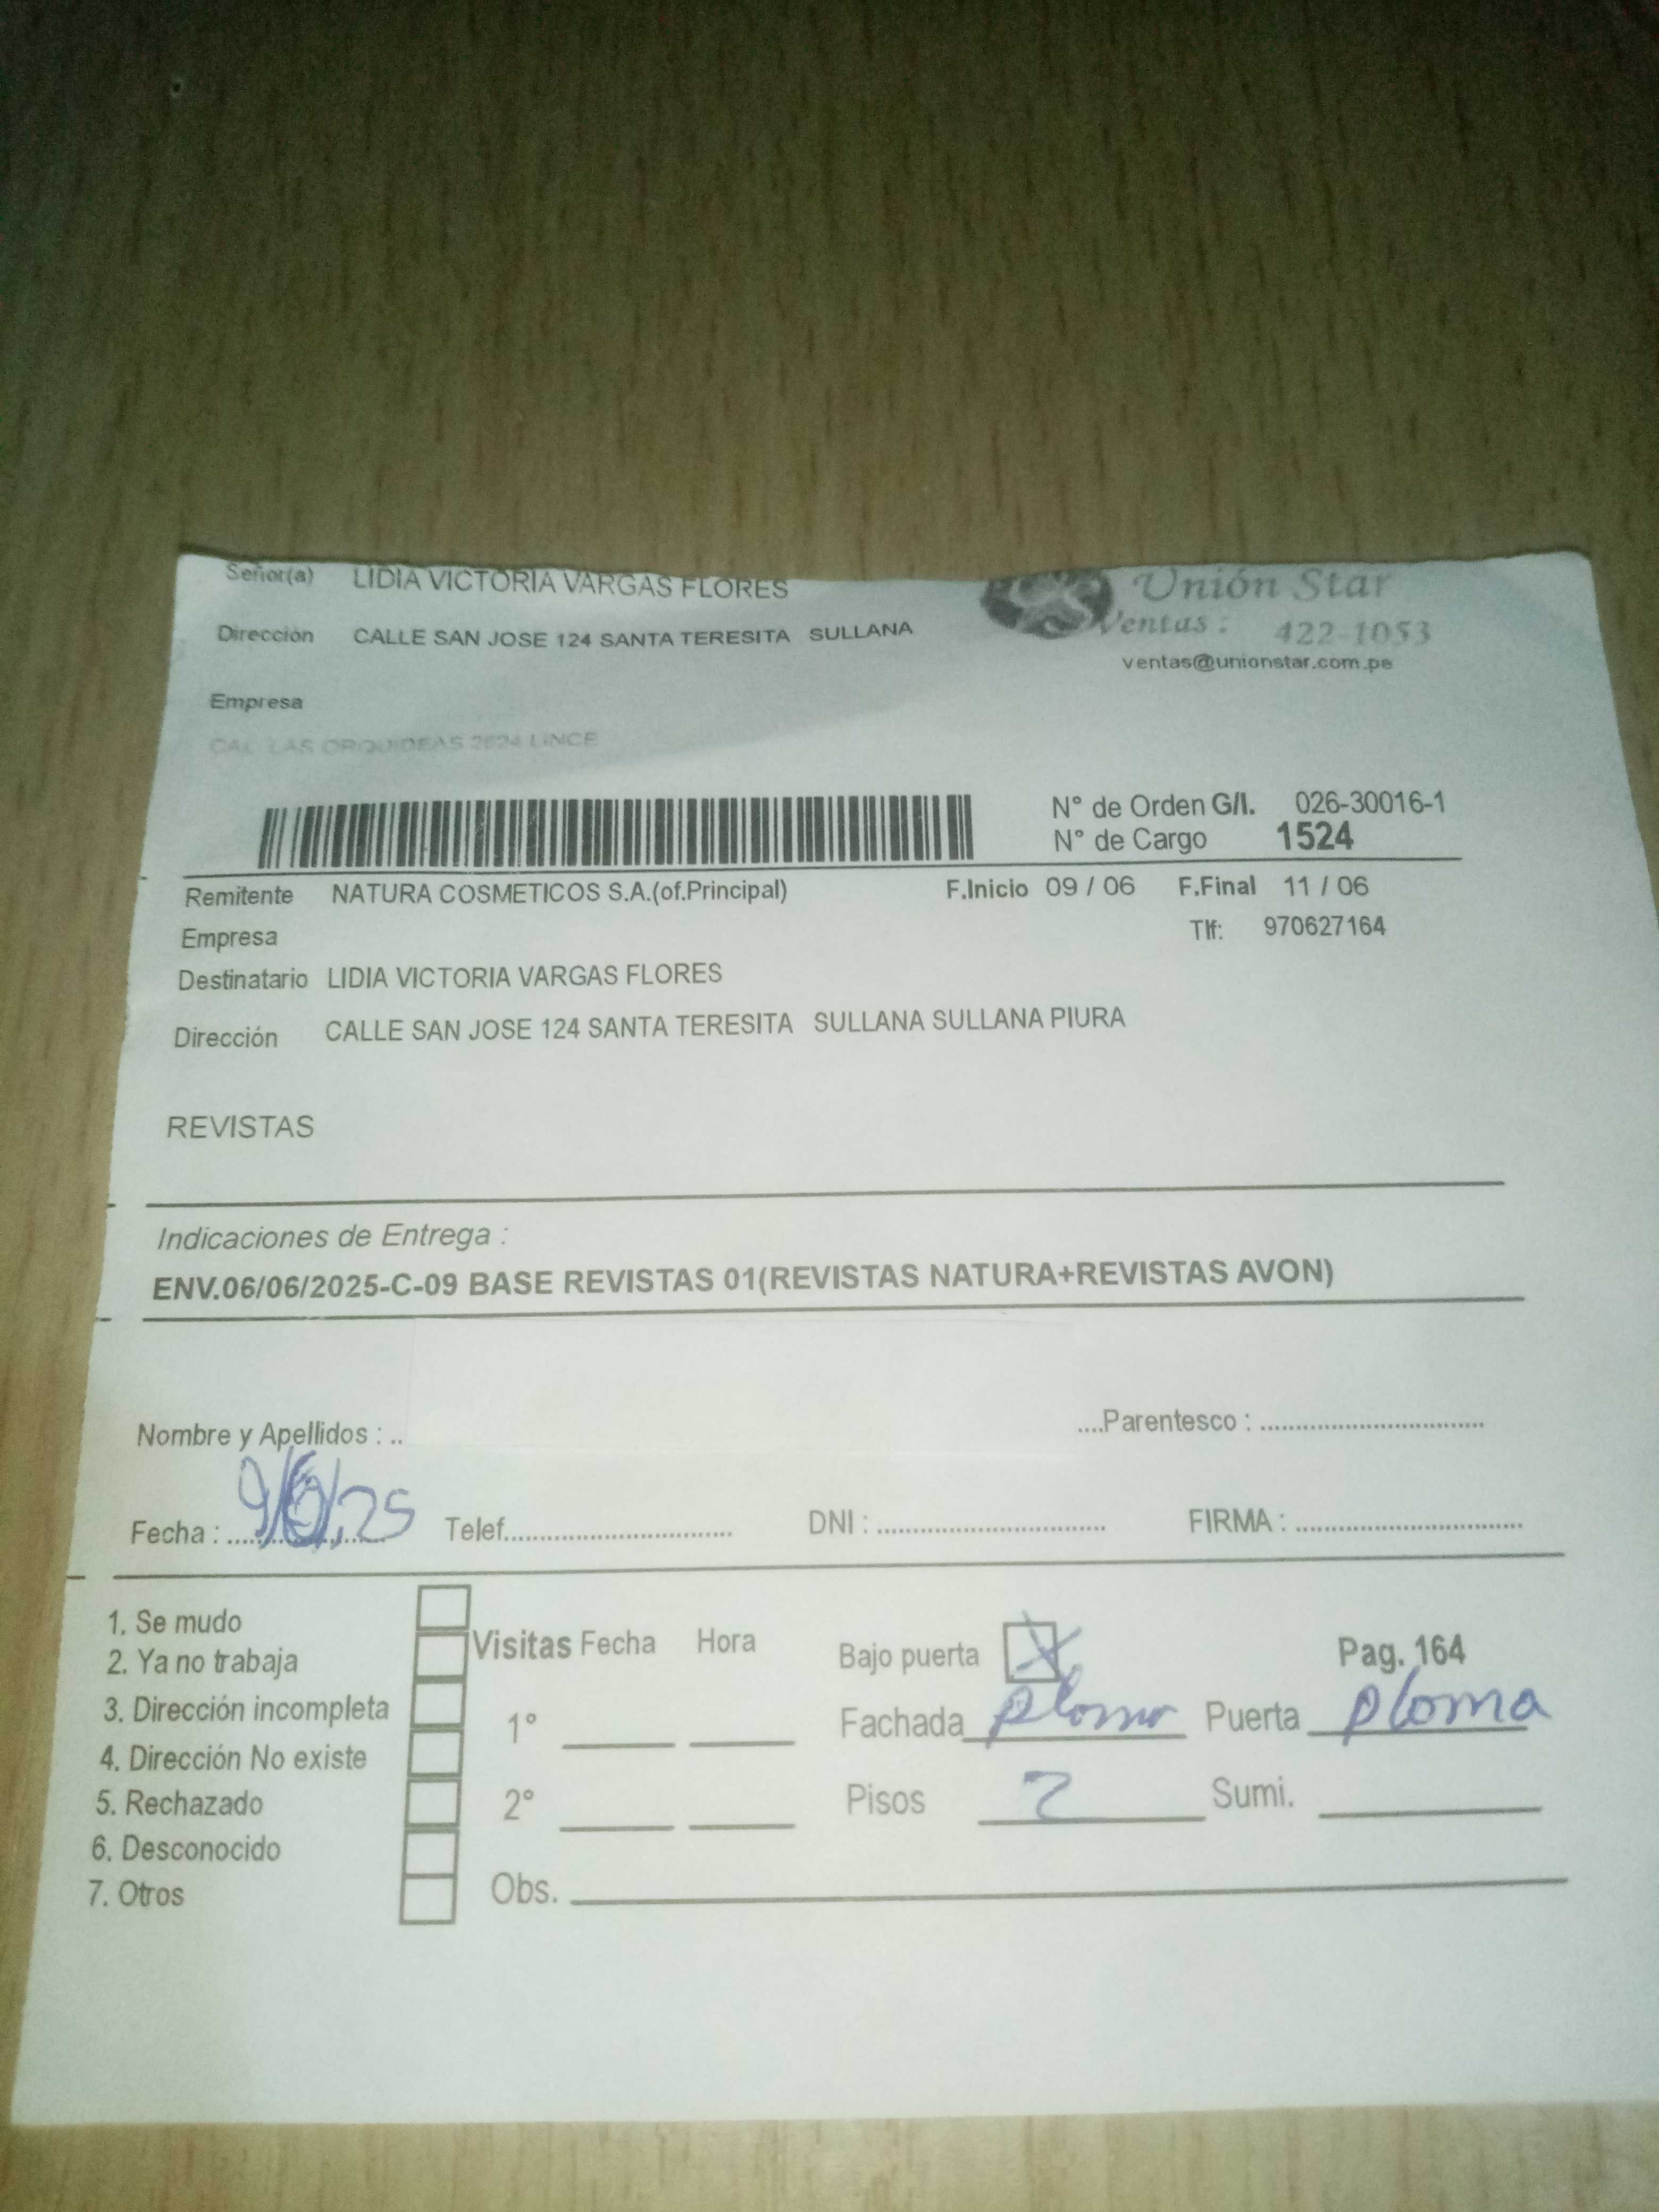 Señor(a) LIDIA VICTORIA VARGAS FLORES
Unión Star
Dirección CALLE SAN JOSE 124 SANTA TERESITA SULLANA
Ventas : 422-1053
ventas@unionstar.com.pe
Empresa
CAL LAS ORQUIDEAS 2624 LINCE
N° de Orden G/I. 026-30016-1
N° de Cargo 1524
Remitente NATURA COSMETICOS S.A.(of.Principal) F.Inicio 09 / 06 F.Final 11 / 06
Empresa Tlf: 970627164
Destinatario LIDIA VICTORIA VARGAS FLORES
Dirección CALLE SAN JOSE 124 SANTA TERESITA SULLANA SULLANA PIURA
REVISTAS
Indicaciones de Entrega :
ENV.06/06/2025-C-09 BASE REVISTAS 01(REVISTAS NATURA+REVISTAS AVON)
Nombre y Apellidos : .. ....Parentesco : ................................
Fecha : 9/6/25 Telef................................ DNI : ................................ FIRMA : ................................
1. Se mudo
2. Ya no trabaja
3. Dirección incompleta
4. Dirección No existe
5. Rechazado
6. Desconocido
7. Otros
Visitas Fecha Hora
1°
2°
Obs.
Bajo puerta X Pag. 164
Fachada plomo Puerta ploma
Pisos 2 Sumi.